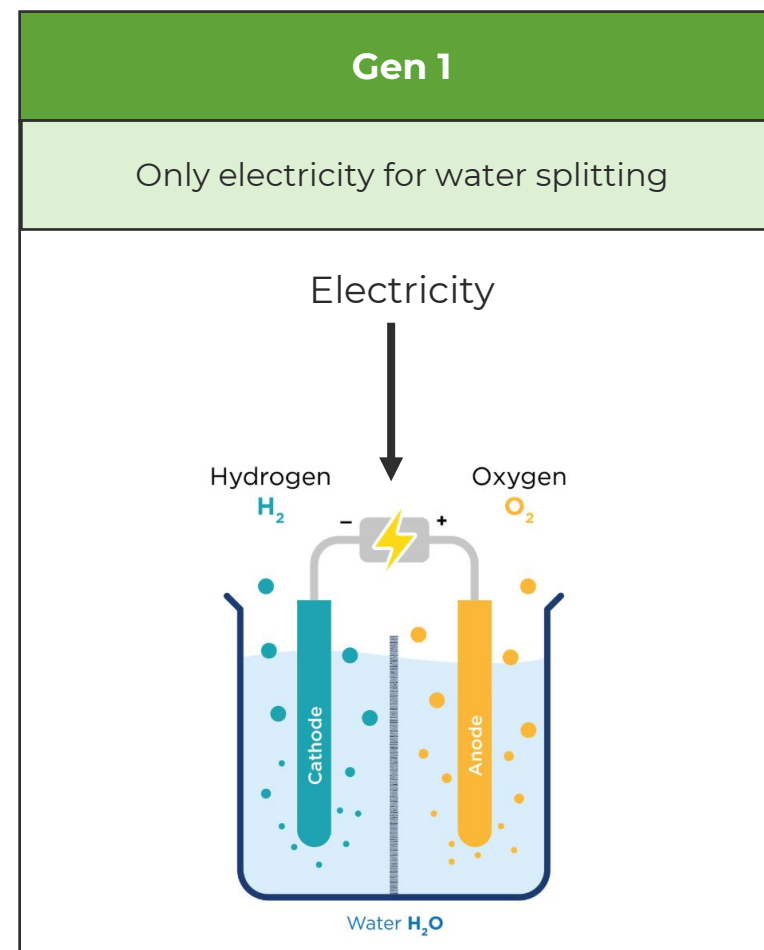 Gen 1
Only electricity for water splitting
Electricity
Hydrogen
H₂
Oxygen
O₂
– +
Cathode
Anode
Water H₂O